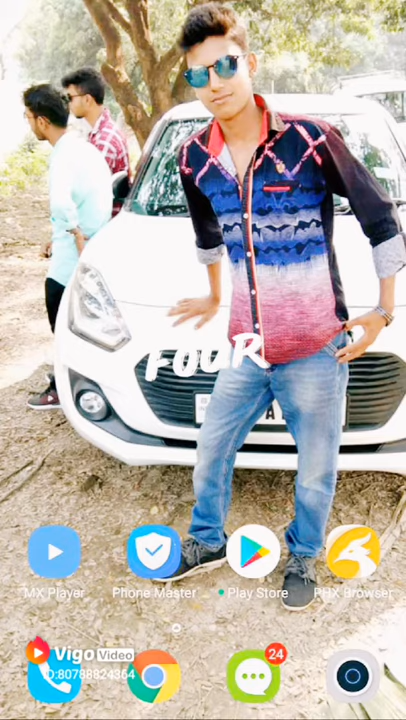 FOUR
MX Player
Phone Master
Play Store
PHX Browser
Vigo Video
ID:80788824364
24